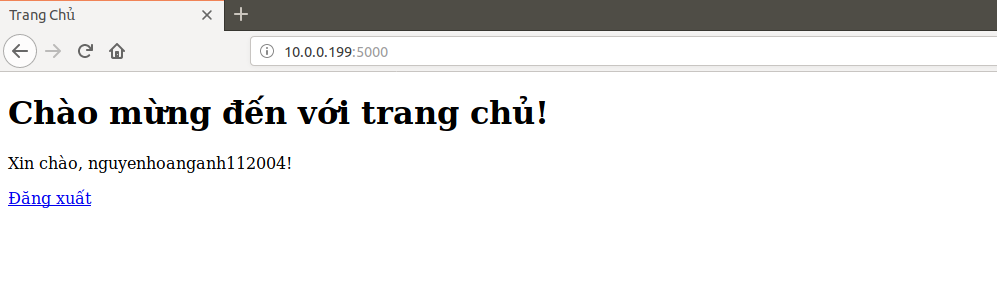 Trang Chủ
10.0.0.199:5000
Chào mừng đến với trang chủ!
Xin chào, nguyenhoanganh112004!
Đăng xuất